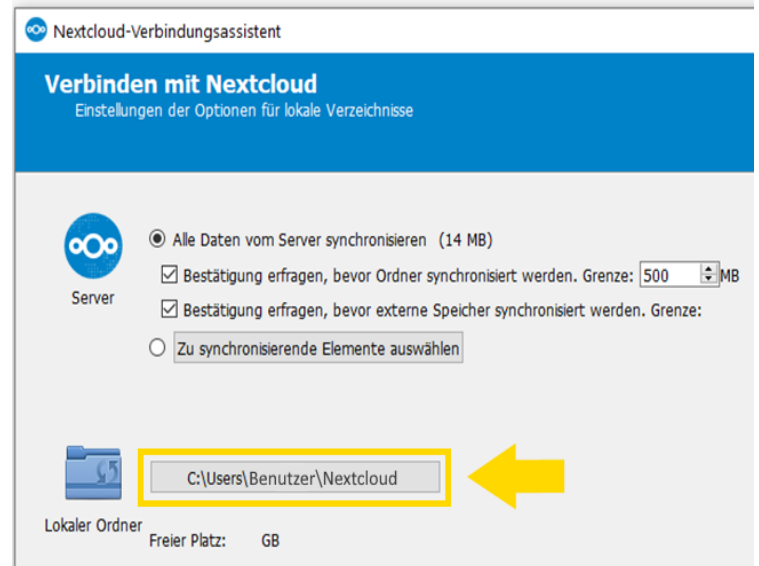 Nextcloud-Verbindungsassistent
Verbinden mit Nextcloud
Einstellungen der Optionen für lokale Verzeichnisse
Alle Daten vom Server synchronisieren (14 MB)
Bestätigung erfragen, bevor Ordner synchronisiert werden. Grenze: 500 MB
Server
Bestätigung erfragen, bevor externe Speicher synchronisiert werden. Grenze:
Zu synchronisierende Elemente auswählen
C:\Users\Benutzer\Nextcloud
Lokaler Ordner
Freier Platz: GB